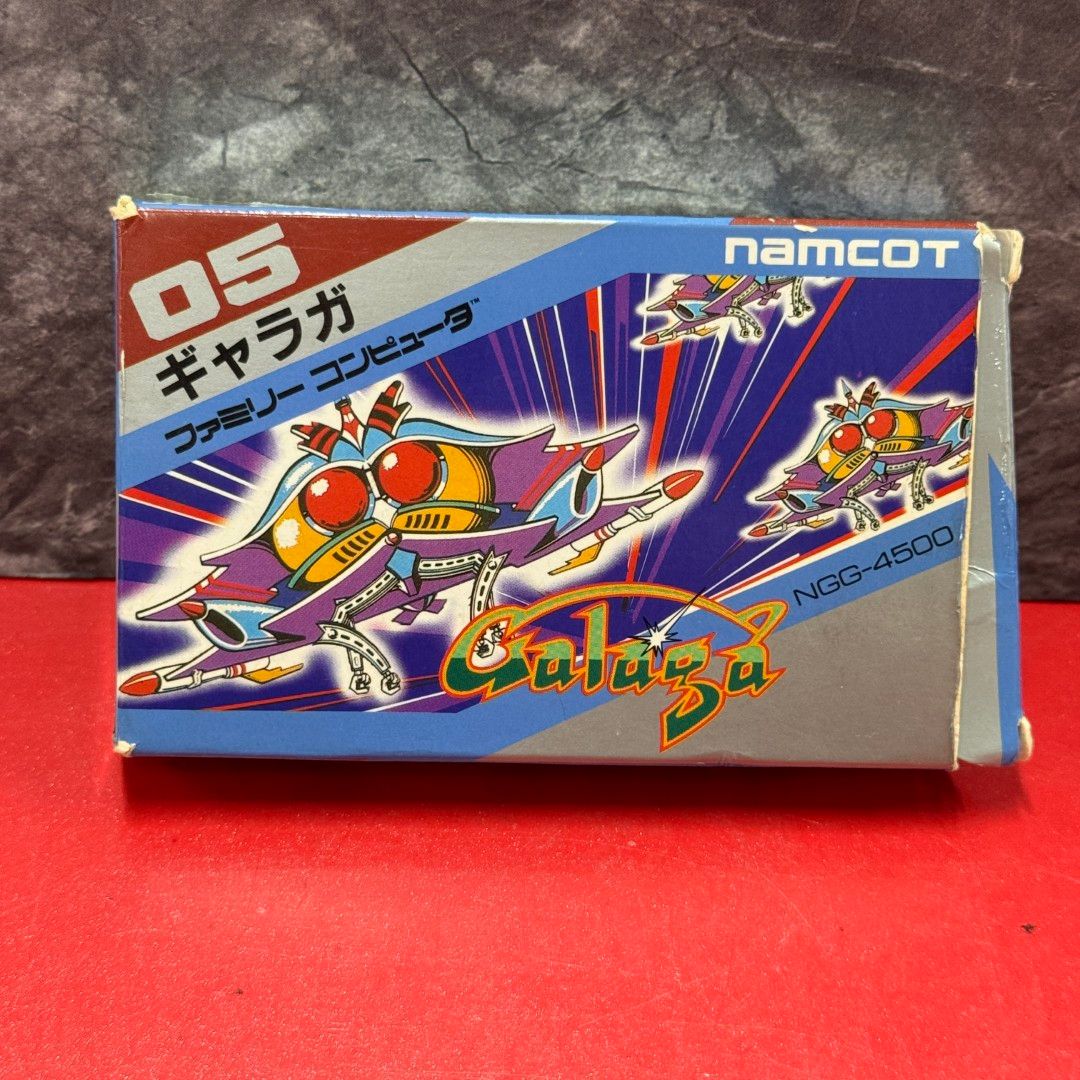 05
ギャラガ
ファミリー コンピュータ™
namcot
NGG-4500
Galaga